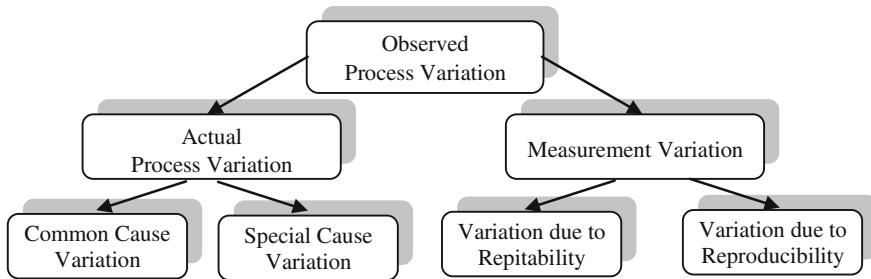 Observed
Process Variation
Actual
Process Variation
Measurement Variation
Common Cause
Variation
Special Cause
Variation
Variation due to
Repitability
Variation due to
Reproducibility